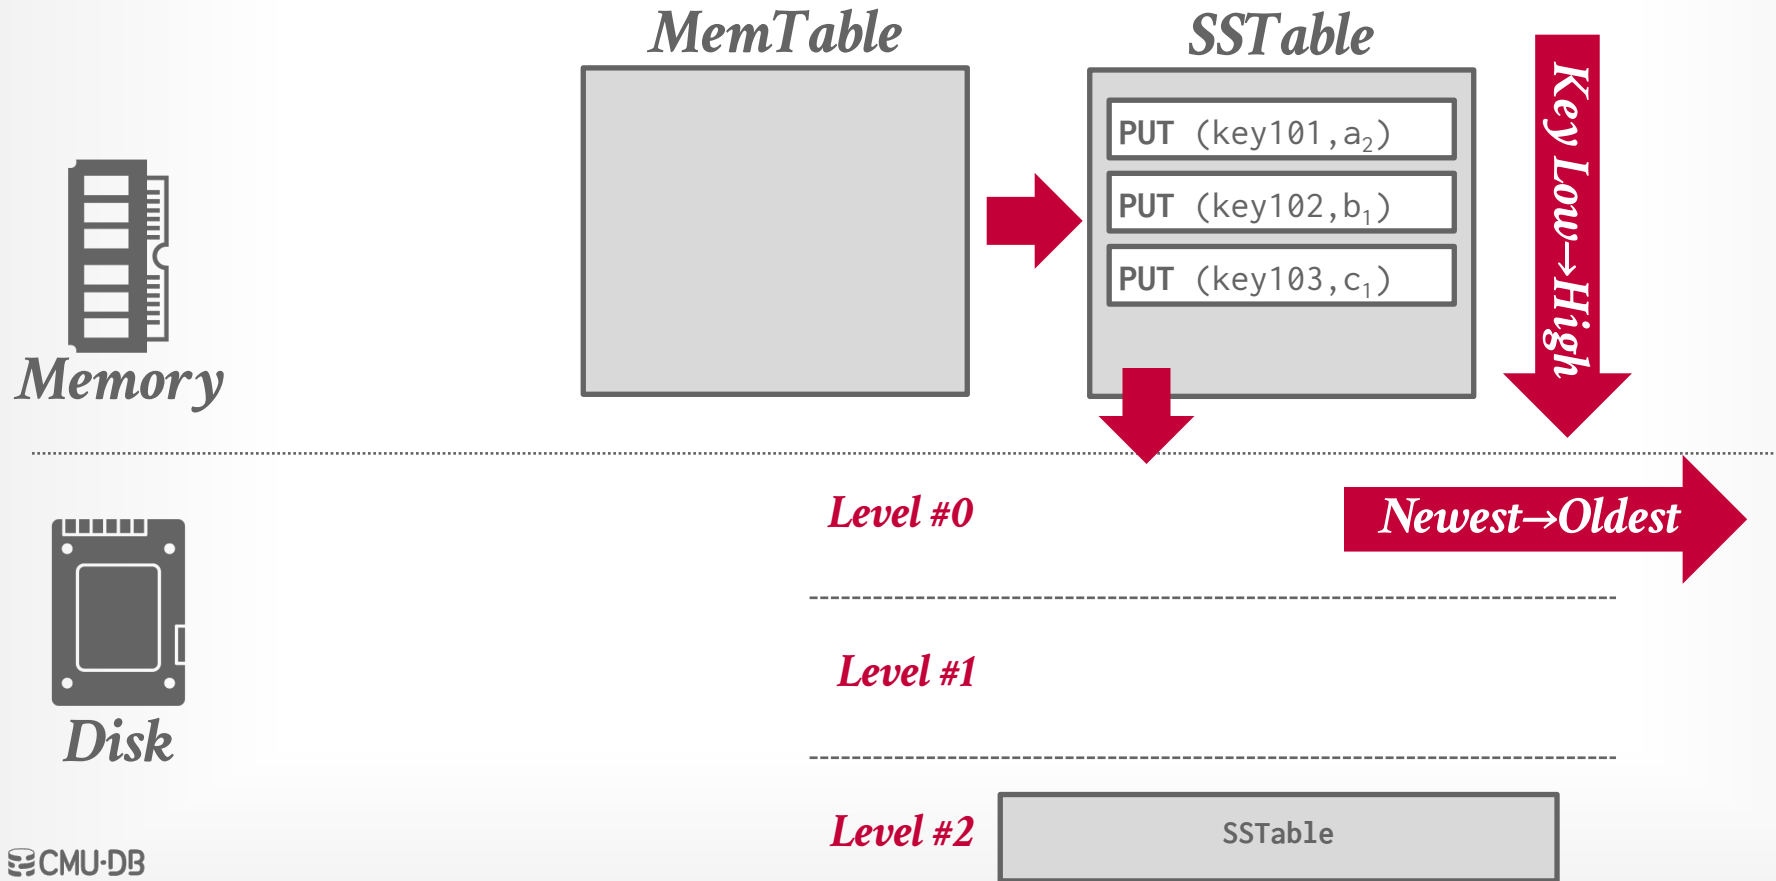 MemTable
SSTable
PUT (key101,a₂)
PUT (key102,b₁)
PUT (key103,c₁)
Key Low→High
Memory
Level #0
Newest→Oldest
Level #1
Disk
Level #2
SSTable
CMU·DB